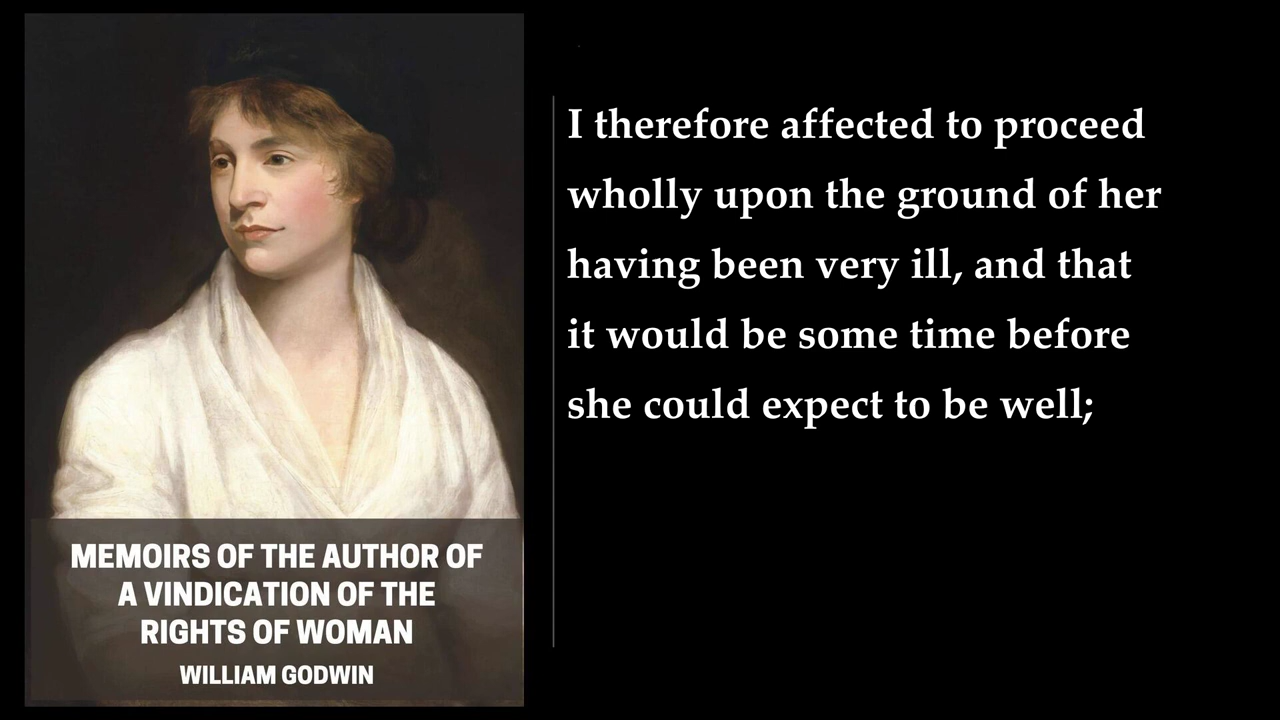 I therefore affected to proceed
wholly upon the ground of her
having been very ill, and that
it would be some time before
she could expect to be well;
MEMOIRS OF THE AUTHOR OF
A VINDICATION OF THE
RIGHTS OF WOMAN
WILLIAM GODWIN